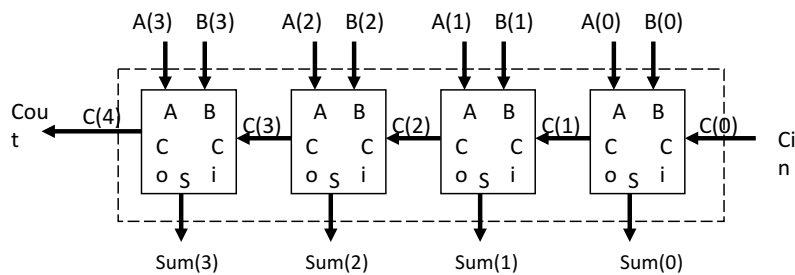 A(3) B(3) A(2) B(2) A(1) B(1) A(0) B(0)
Cou
t
C(4)
A B
C C
o S i
C(3)
A B
C C
o S i
C(2)
A B
C C
o S i
C(1)
A B
C C
o S i
C(0)
Ci
n
Sum(3) Sum(2) Sum(1) Sum(0)